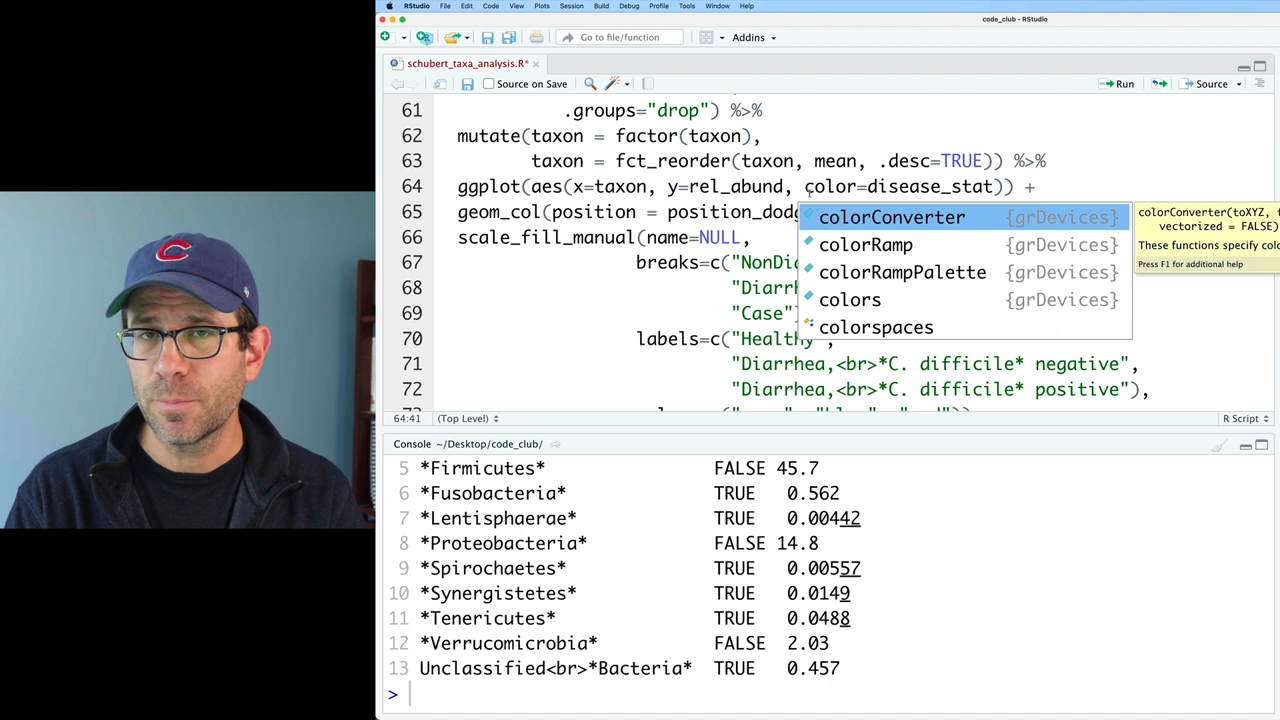 RStudio File Edit Code View Plots Session Build Debug Profile Tools Window Help
code_club - RStudio
Go to file/function Addins
schubert_taxa_analysis.R*
Source on Save Run Source
61 .groups="drop") %>%
62 mutate(taxon = factor(taxon),
63 taxon = fct_reorder(taxon, mean, .desc=TRUE)) %>%
64 ggplot(aes(x=taxon, y=rel_abund, color=disease_stat)) +
65 geom_col(position = position_dodg
66 scale_fill_manual(name=NULL,
67 breaks=c("NonDi
68 "Diarrh
69 "Case"
70 labels=c("Healthy",
71 "Diarrhea,<br>*C. difficile* negative",
72 "Diarrhea,<br>*C. difficile* positive"),
colorConverter {grDevices}
colorRamp {grDevices}
colorRampPalette {grDevices}
colors {grDevices}
colorspaces
colorConverter(toXYZ,
vectorized = FALSE)
These functions specify colo
Press F1 for additional help
64:41 (Top Level) R Script
Console ~/Desktop/code_club/
5 *Firmicutes* FALSE 45.7
6 *Fusobacteria* TRUE 0.562
7 *Lentisphaerae* TRUE 0.00442
8 *Proteobacteria* FALSE 14.8
9 *Spirochaetes* TRUE 0.00557
10 *Synergistetes* TRUE 0.0149
11 *Tenericutes* TRUE 0.0488
12 *Verrucomicrobia* FALSE 2.03
13 Unclassified<br>*Bacteria* TRUE 0.457
>